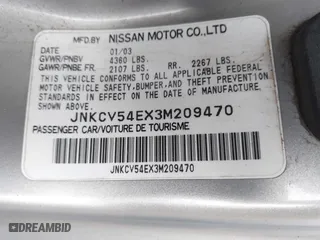 MFD.BY NISSAN MOTOR CO.,LTD
DATE 01/03
GVWR/PNBV 4360 LBS.
GAWR/PNBE FR. 2107 LBS. RR. 2267 LBS.
THIS VEHICLE CONFORMS TO ALL APPLICABLE
FEDERAL MOTOR VEHICLE SAFETY,BUMPER,AND THEFT PREVENTION
STANDARDS IN EFFECT ON THE DATE OF
MANUFACTURE SHOWN ABOVE.
JNKCV54EX3M209470
PASSENGER CAR/VOITURE DE TOURISME
JNKCV54EX3M209470
DREAMBID